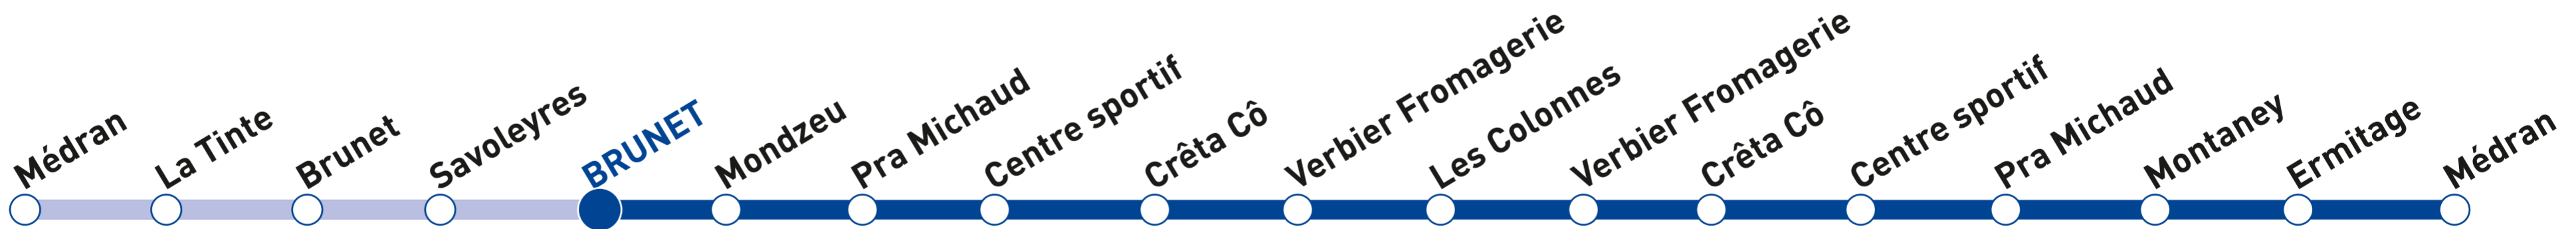 Médran
La Tinte
Brunet
Savoleyres
BRUNET
Mondzeu
Pra Michaud
Centre sportif
Crêta Cô
Verbier Fromagerie
Les Colonnes
Verbier Fromagerie
Crêta Cô
Centre sportif
Pra Michaud
Montaney
Ermitage
Médran